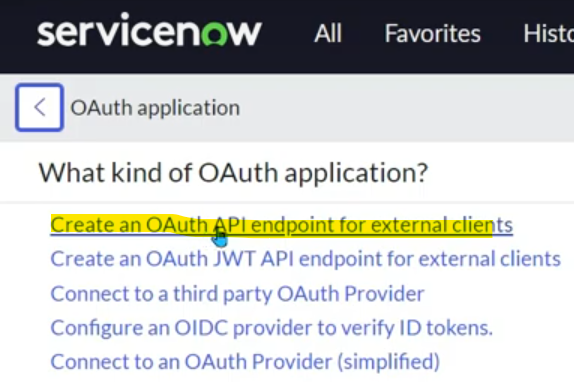 servicenow All Favorites
OAuth application
What kind of OAuth application?
Create an OAuth API endpoint for external clients
Create an OAuth JWT API endpoint for external clients
Connect to a third party OAuth Provider
Configure an OIDC provider to verify ID tokens.
Connect to an OAuth Provider (simplified)